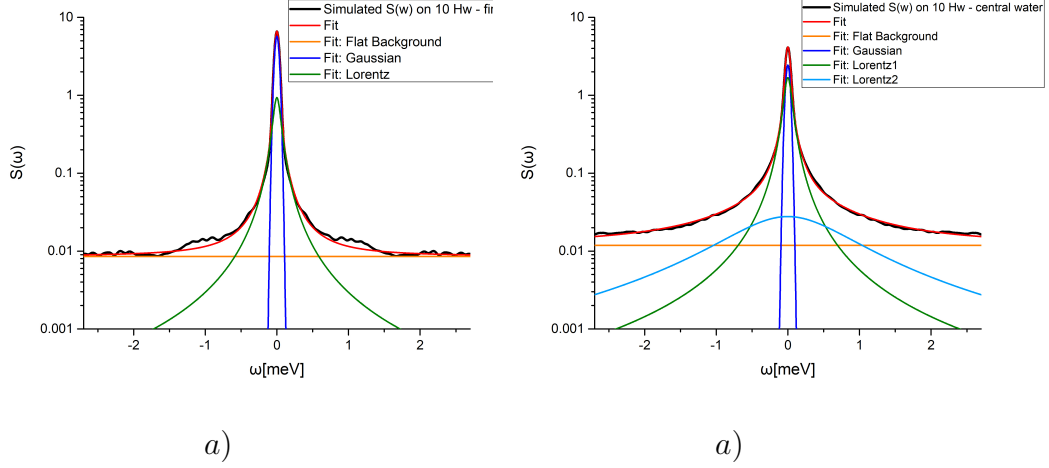 Simulated S(w) on 10 Hw - fir
Fit
Fit: Flat Background
Fit: Gaussian
Fit: Lorentz
10
1
0.1
0.01
0.001
S(ω)
-2
-1
0
1
2
ω[meV]
a)
Simulated S(w) on 10 Hw - central water
Fit
Fit: Flat Background
Fit: Gaussian
Fit: Lorentz1
Fit: Lorentz2
10
1
0.1
0.01
0.001
S(ω)
-2
-1
0
1
2
ω[meV]
a)